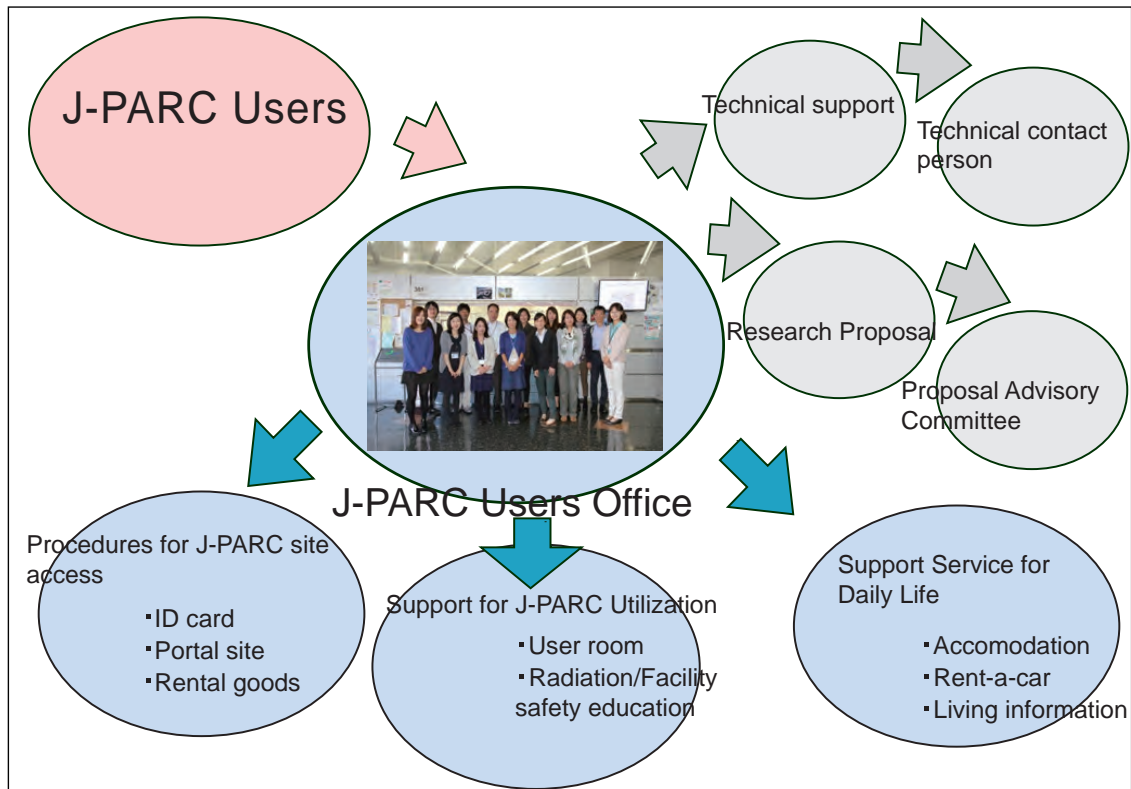 J-PARC Users
Technical support
Technical contact
person
Research Proposal
Proposal Advisory
Committee
J-PARC Users Office
Procedures for J-PARC site
access
・ID card
・Portal site
・Rental goods
Support for J-PARC Utilization
・User room
・Radiation/Facility
safety education
Support Service for
Daily Life
・Accomodation
・Rent-a-car
・Living information